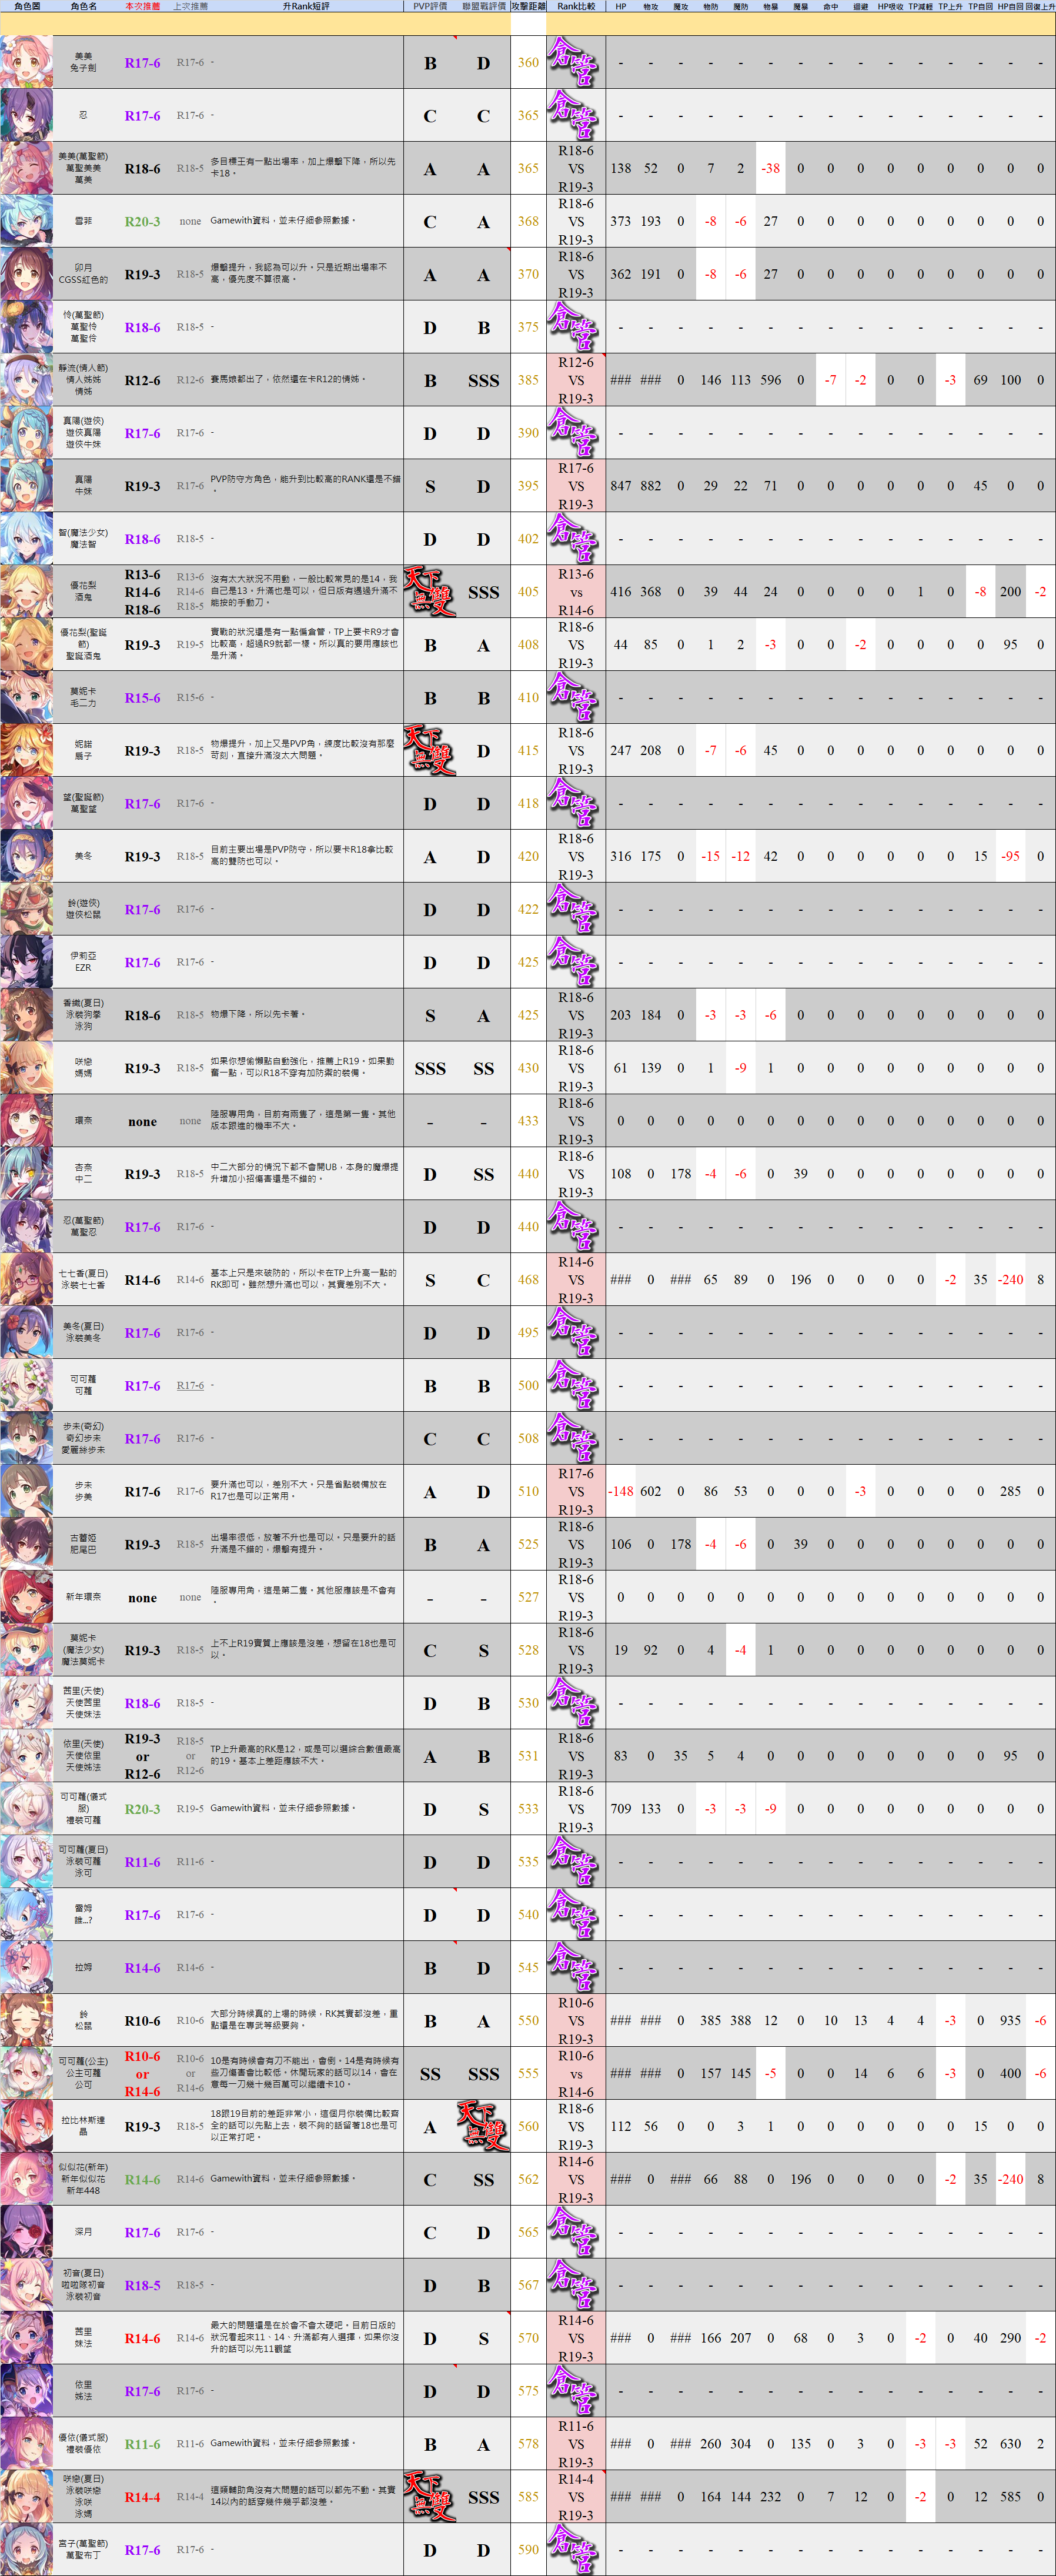 角色圖 角色名 本次推薦 上次推薦 升Rank短評 PVP評價 聯盟戰評價 攻擊距離 Rank比較 HP 物攻 魔攻 物防 魔防 物暴 魔暴 命中 迴避 HP吸收 TP減輕 TP上升 TP自回 HP自回 回復上升
美美
兔子劍
R17-6 R17-6 - B D 360 倉管 - - - - - - - - - - - - - - -
忍 R17-6 R17-6 - C C 365 倉管 - - - - - - - - - - - - - - -
美美(萬聖節)
萬聖美美
萬美
R18-6 R18-5
多目標王有一點出場率，加上爆擊下降，所以先
卡18。
A A 365
R18-6
VS
R19-3
138 52 0 7 2 -38 0 0 0 0 0 0 0 0 0
雪菲 R20-3 none Gamewith資料，並未仔細參照數據。 C A 368
R18-6
VS
R19-3
373 193 0 -8 -6 27 0 0 0 0 0 0 0 0 0
卯月
CGSS紅色的
R19-3 R18-5
爆擊提升，我認為可以升。只是近期出場率不
高，優先度不算很高。
A A 370
R18-6
VS
R19-3
362 191 0 -8 -6 27 0 0 0 0 0 0 0 0 0
伶(萬聖節)
萬聖伶
萬聖伶
R18-6 R18-5 - D B 375 倉管 - - - - - - - - - - - - - - -
靜流(情人節)
情人姊姊
情姊
R12-6 R12-6 賽馬娘都出了，依然還在卡R12的情姊。 B SSS 385
R12-6
VS
R19-3
### ### 0 146 113 596 0 -7 -2 0 0 -3 69 100 0
真陽(遊俠)
遊俠真陽
遊俠牛妹
R17-6 R17-6 - D D 390 倉管 - - - - - - - - - - - - - - -
真陽
牛妹
R19-3 R17-6
PVP防守方角色，能升到比較高的RANK還是不錯
。
S D 395
R17-6
VS
R19-3
847 882 0 29 22 71 0 0 0 0 0 0 45 0 0
智(魔法少女)
魔法智
R18-6 R18-5 - D D 402 倉管 - - - - - - - - - - - - - - -
優花梨
酒鬼
R13-6
R14-6
R18-6
R13-6
R14-6
R18-5
沒有太大狀況不用動，一般比較常見的是14，我
自己是13。升滿也是可以，但日版有遇過升滿不
能按的手動刀。
天下無雙 SSS 405
R13-6
vs
R14-6
416 368 0 39 44 24 0 0 0 0 1 0 -8 200 -2
優花梨(聖誕
節)
聖誕酒鬼
R19-3 R19-5
實戰的狀況還是有一點偏倉管，TP上要卡R9才會
比較高，超過R9就都一樣。所以真的要用應該也
是升滿。
B A 408
R18-6
VS
R19-3
44 85 0 1 2 -3 0 0 -2 0 0 0 0 95 0
莫妮卡
毛二力
R15-6 R15-6 - B B 410 倉管 - - - - - - - - - - - - - - -
妮諾
扇子
R19-3 R18-5
物爆提升，加上又是PVP角，練度比較沒有那麼
苛刻，直接升滿沒太大問題。
天下無雙 D 415
R18-6
VS
R19-3
247 208 0 -7 -6 45 0 0 0 0 0 0 0 0 0
望(聖誕節)
萬聖望
R17-6 R17-6 - D D 418 倉管 - - - - - - - - - - - - - - -
美冬 R19-3 R18-5
目前主要出場是PVP防守，所以要卡R18拿比較
高的雙防也可以。
A D 420
R18-6
VS
R19-3
316 175 0 -15 -12 42 0 0 0 0 0 0 15 -95 0
鈴(遊俠)
遊俠松鼠
R17-6 R17-6 - D D 422 倉管 - - - - - - - - - - - - - - -
伊莉亞
EZR
R17-6 R17-6 - D D 425 倉管 - - - - - - - - - - - - - - -
香織(夏日)
泳裝狗拳
泳狗
R18-6 R18-5 物爆下降，所以先卡著。 S A 425
R18-6
VS
R19-3
203 184 0 -3 -3 -6 0 0 0 0 0 0 0 0 0
咲戀
媽媽
R19-3 R18-5
如果你想偷懶點自動強化，推薦上R19。如果勤
奮一點，可以R18不穿有加防禦的裝備。
SSS SS 430
R18-6
VS
R19-3
61 139 0 1 -9 1 0 0 0 0 0 0 0 0 0
環奈 none none
陸服專用角，目前有兩隻了，這是第一隻。其他
版本跟進的機率不大。
- - 433
R18-6
VS
R19-3
0 0 0 0 0 0 0 0 0 0 0 0 0 0 0
杏奈
中二
R19-3 R18-5
中二大部分的情況下都不會開UB，本身的魔爆提
升增加小招傷害還是不錯的。
D SS 440
R18-6
VS
R19-3
108 0 178 -4 -6 0 39 0 0 0 0 0 0 0 0
忍(萬聖節)
萬聖忍
R17-6 R17-6 - D D 440 倉管 - - - - - - - - - - - - - - -
七七香(夏日)
泳裝七七香
R14-6 R14-6
基本上只是來破防的，所以卡在TP上升高一點的
RK即可。雖然想升滿也可以，其實差別不大。
S C 468
R14-6
VS
R19-3
### 0 ### 65 89 0 196 0 0 0 0 -2 35 -240 8
美冬(夏日)
泳裝美冬
R17-6 R17-6 - D D 495 倉管 - - - - - - - - - - - - - - -
可可蘿
可蘿
R17-6 R17-6 - B B 500 倉管 - - - - - - - - - - - - - - -
步未(奇幻)
奇幻步未
愛麗絲步未
R17-6 R17-6 - C C 508 倉管 - - - - - - - - - - - - - - -
步未
步美
R17-6 R17-6
要升滿也可以，差別不大。只是省點裝備放在
R17也是可以正常用。
A D 510
R17-6
VS
R19-3
-148 602 0 86 53 0 0 0 -3 0 0 0 0 285 0
古蕾婭
肥尾巴
R19-3 R18-5
出場率很低，放著不升也是可以。只是要升的話
升滿是不錯的，爆擊有提升。
B A 525
R18-6
VS
R19-3
106 0 178 -4 -6 0 39 0 0 0 0 0 0 0 0
新年環奈 none none
陸服專用角，這是第二隻。其他服應該是不會有
。
- - 527
R18-6
VS
R19-3
0 0 0 0 0 0 0 0 0 0 0 0 0 0 0
莫妮卡
(魔法少女)
魔法莫妮卡
R19-3 R18-5
上不上R19實質上應該是沒差，想留在18也是可
以。
C S 528
R18-6
VS
R19-3
19 92 0 4 -4 1 0 0 0 0 0 0 0 0 0
茜里(天使)
天使茜里
天使妹法
R18-6 R18-5 - D B 530 倉管 - - - - - - - - - - - - - - -
依里(天使)
天使依里
天使姊法
R19-3
or
R12-6
R18-5
or
R12-6
TP上升最高的RK是12，或是可以選綜合數值最高
的19。基本上差距應該不大。
A B 531
R18-6
VS
R19-3
83 0 35 5 4 0 0 0 0 0 0 0 0 95 0
可可蘿(儀式
服)
禮裝可蘿
R20-3 R19-5 Gamewith資料，並未仔細參照數據。 D S 533
R18-6
VS
R19-3
709 133 0 -3 -3 -9 0 0 0 0 0 0 0 0 0
可可蘿(夏日)
泳裝可蘿
泳可
R11-6 R11-6 - D D 535 倉管 - - - - - - - - - - - - - - -
雷姆
誰...?
R17-6 R17-6 - D D 540 倉管 - - - - - - - - - - - - - - -
拉姆 R14-6 R14-6 - B D 545 倉管 - - - - - - - - - - - - - - -
鈴
松鼠
R10-6 R10-6
大部分時候真的上場的時候，RK其實都沒差，重
點還是在專武等級要夠。
B A 550
R10-6
VS
R19-3
### ### 0 385 388 12 0 10 13 4 4 -3 0 935 -6
可可蘿(公主)
公主可蘿
公可
R10-6
or
R14-6
R10-6
or
R14-6
10是有時候會有刀不能出，會倒。14是有時候有
些刀傷害會比較低。休閒玩家的話可以14，會在
意每一刀幾十幾百萬可以繼續卡10。
SS SSS 555
R10-6
vs
R14-6
### ### 0 157 145 -5 0 0 14 6 6 -3 0 400 -6
拉比林斯達
晶
R19-3 R18-5
18跟19目前的差距非常小，這個月你裝備比較齊
全的話可以先點上去，裝不夠的話留著18也是可以
正常打吧。
A 天下無雙 560
R18-6
VS
R19-3
112 56 0 0 3 1 0 0 0 0 0 0 15 0 0
似似花(新年)
新年似似花
新年448
R14-6 R14-6 Gamewith資料，並未仔細參照數據。 C SS 562
R14-6
VS
R19-3
### 0 ### 66 88 0 196 0 0 0 0 -2 35 -240 8
深月 R17-6 R17-6 - C D 565 倉管 - - - - - - - - - - - - - - -
初音(夏日)
啦啦隊初音
泳裝初音
R18-5 R18-5 - D B 567 倉管 - - - - - - - - - - - - - - -
茜里
妹法
R14-6 R14-6
最大的問題還是在於會不會太硬吧。目前日版的
狀況看起來11、14、升滿都有人選擇，如果你沒
升的話可以先11觀望
D S 570
R14-6
VS
R19-3
### 0 ### 166 207 0 68 0 3 0 -2 0 40 290 -2
依里
姊法
R17-6 R17-6 - D D 575 倉管 - - - - - - - - - - - - - - -
優依(儀式服)
禮裝優依
R11-6 R11-6 Gamewith資料，並未仔細參照數據。 B A 578
R11-6
VS
R19-3
### 0 ### 260 304 0 135 0 3 0 -3 -3 52 630 2
咲戀(夏日)
泳裝咲戀
泳咲
泳媽
R14-4 R14-4
這類輔助角沒有大問題的話可以都先不動。其實
14以內的話穿幾件幾乎都沒差。
天下無雙 SSS 585
R14-4
VS
R19-3
### ### 0 164 144 232 0 7 12 0 -2 0 12 585 0
宮子(萬聖節)
萬聖布丁
R17-6 R17-6 - D D 590 倉管 - - - - - - - - - - - - - - -